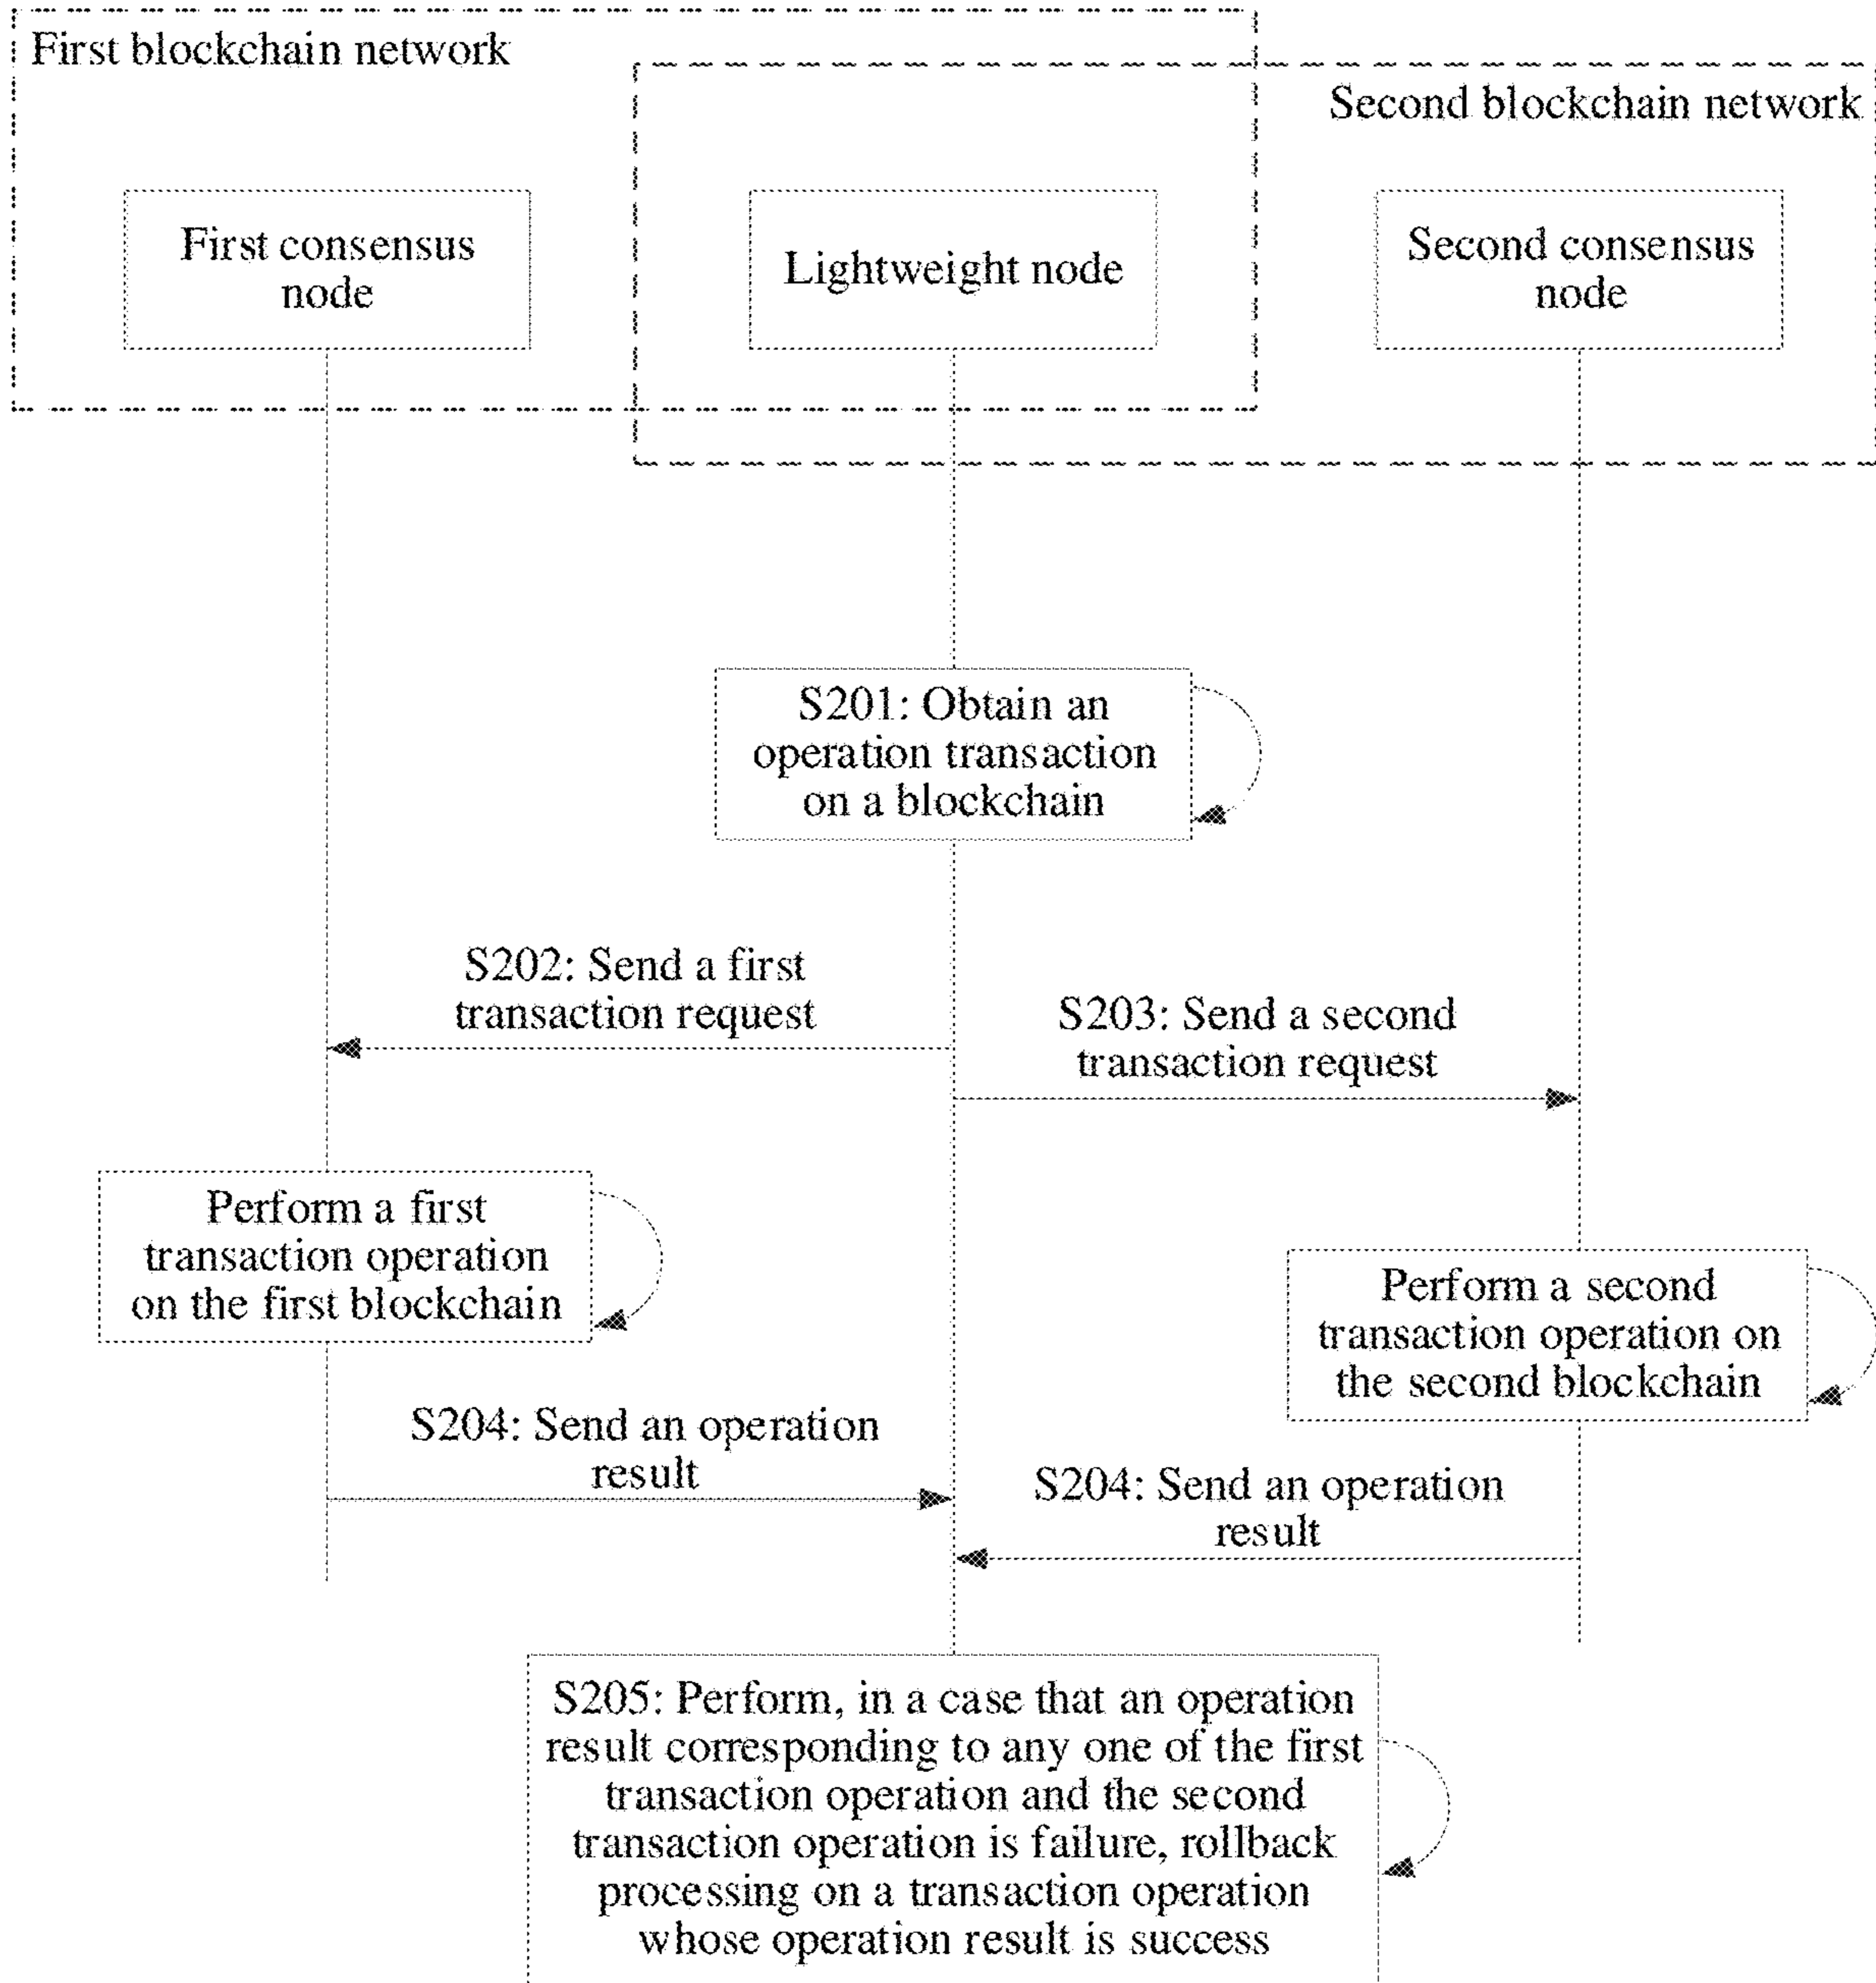 First blockchain network
Second blockchain network
First consensus
node
Lightweight node
Second consensus
node
S201: Obtain an
operation transaction
on a blockchain
S202: Send a first
transaction request
S203: Send a second
transaction request
Perform a first
transaction operation
on the first blockchain
Perform a second
transaction operation on
the second blockchain
S204: Send an operation
result
S204: Send an operation
result
S205: Perform, in a case that an operation
result corresponding to any one of the first
transaction operation and the second
transaction operation is failure, rollback
processing on a transaction operation
whose operation result is success